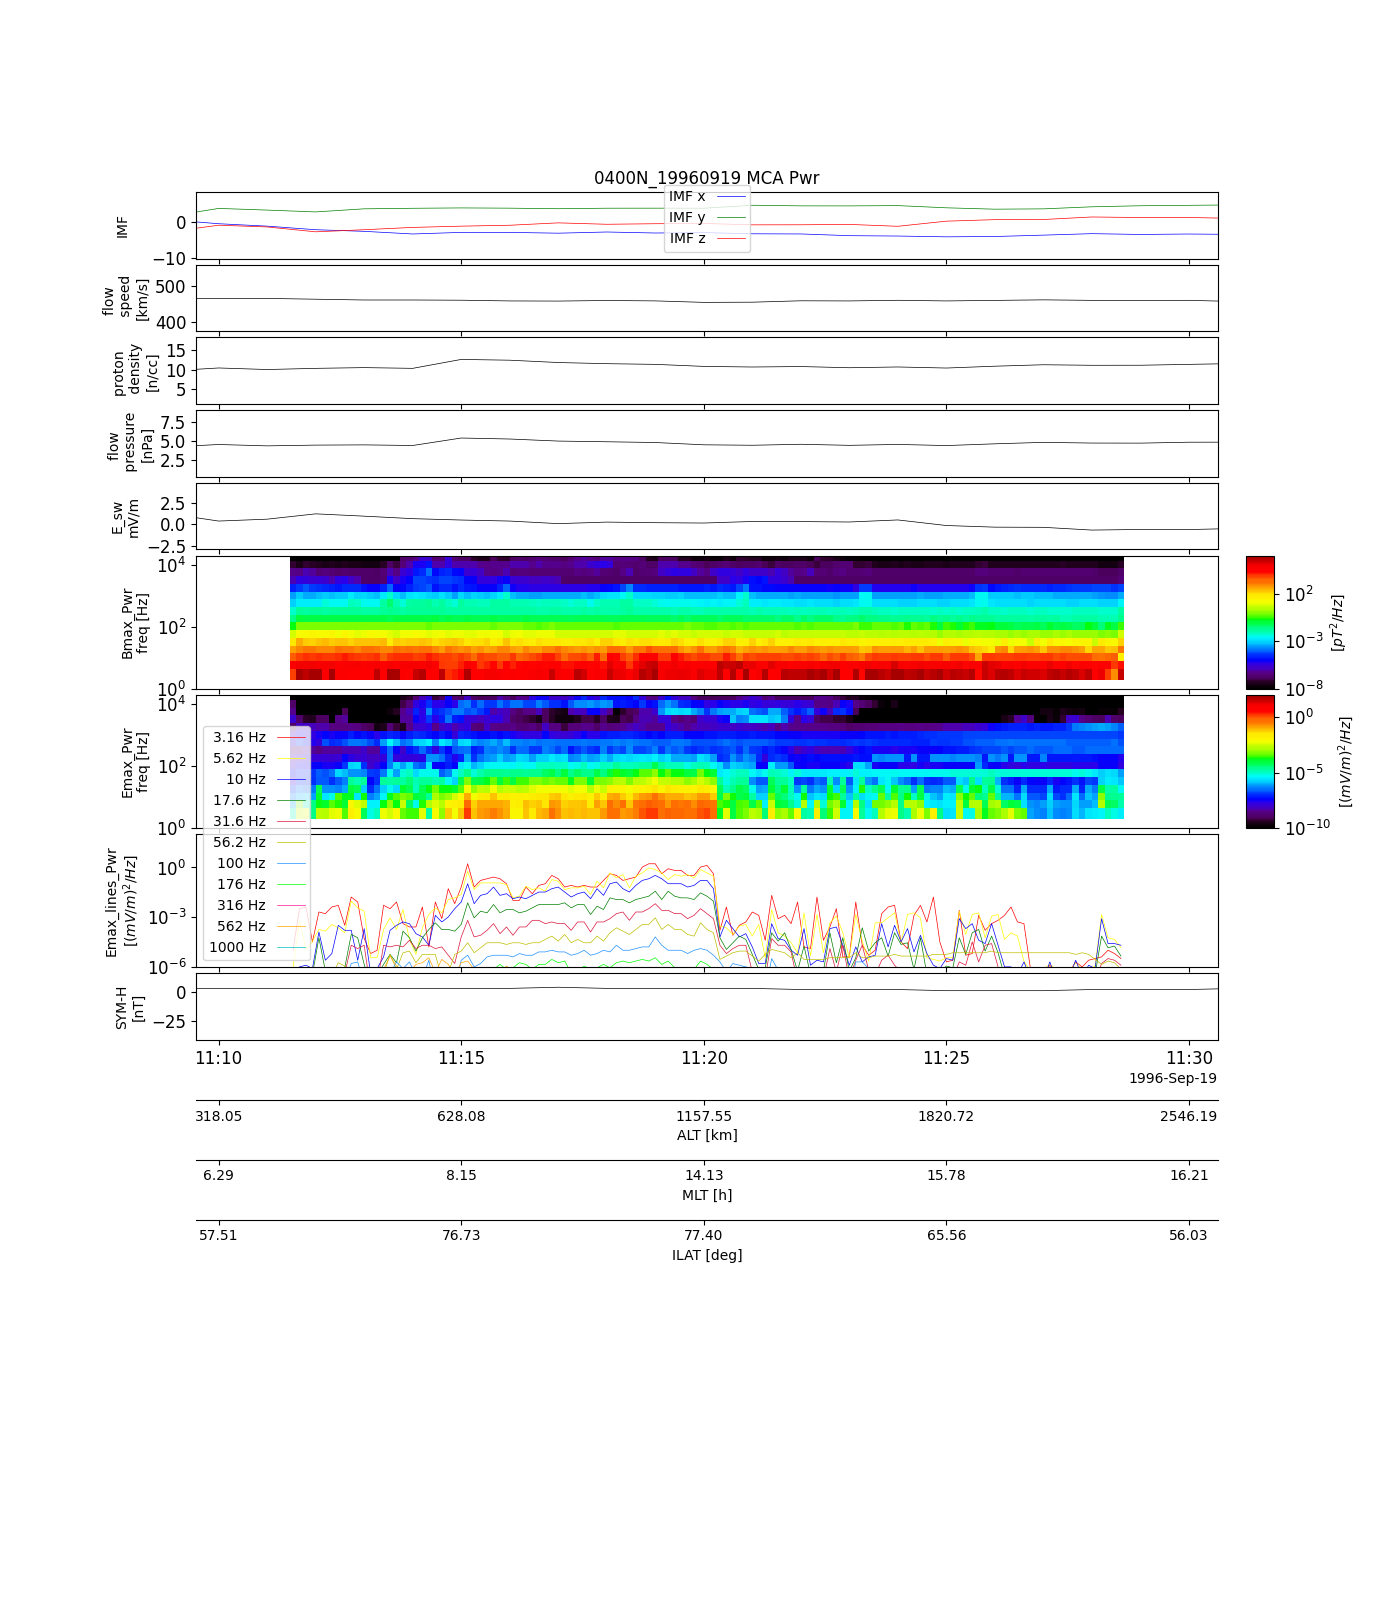 0400N_19960919 MCA Pwr
IMF
0
−10
IMF x
IMF y
IMF z
flow
speed
[km/s]
500
400
proton
density
[n/cc]
15
10
5
flow
pressure
[nPa]
7.5
5.0
2.5
E_sw
mV/m
2.5
0.0
−2.5
Bmax_Pwr
freq [Hz]
10^4
10^2
10^0
10^2
10^−3
10^−8
[pT^2/Hz]
Emax_Pwr
freq [Hz]
10^4
10^2
10^0
10^0
10^−5
10^−10
[(mV/m)^2/Hz]
3.16 Hz
5.62 Hz
10 Hz
17.6 Hz
31.6 Hz
56.2 Hz
100 Hz
176 Hz
316 Hz
562 Hz
1000 Hz
Emax_lines_Pwr
[(mV/m)^2/Hz]
10^0
10^−3
10^−6
SYM-H
[nT]
0
−25
11:10 11:15 11:20 11:25 11:30
1996-Sep-19
318.05 628.08 1157.55 1820.72 2546.19
ALT [km]
6.29 8.15 14.13 15.78 16.21
MLT [h]
57.51 76.73 77.40 65.56 56.03
ILAT [deg]